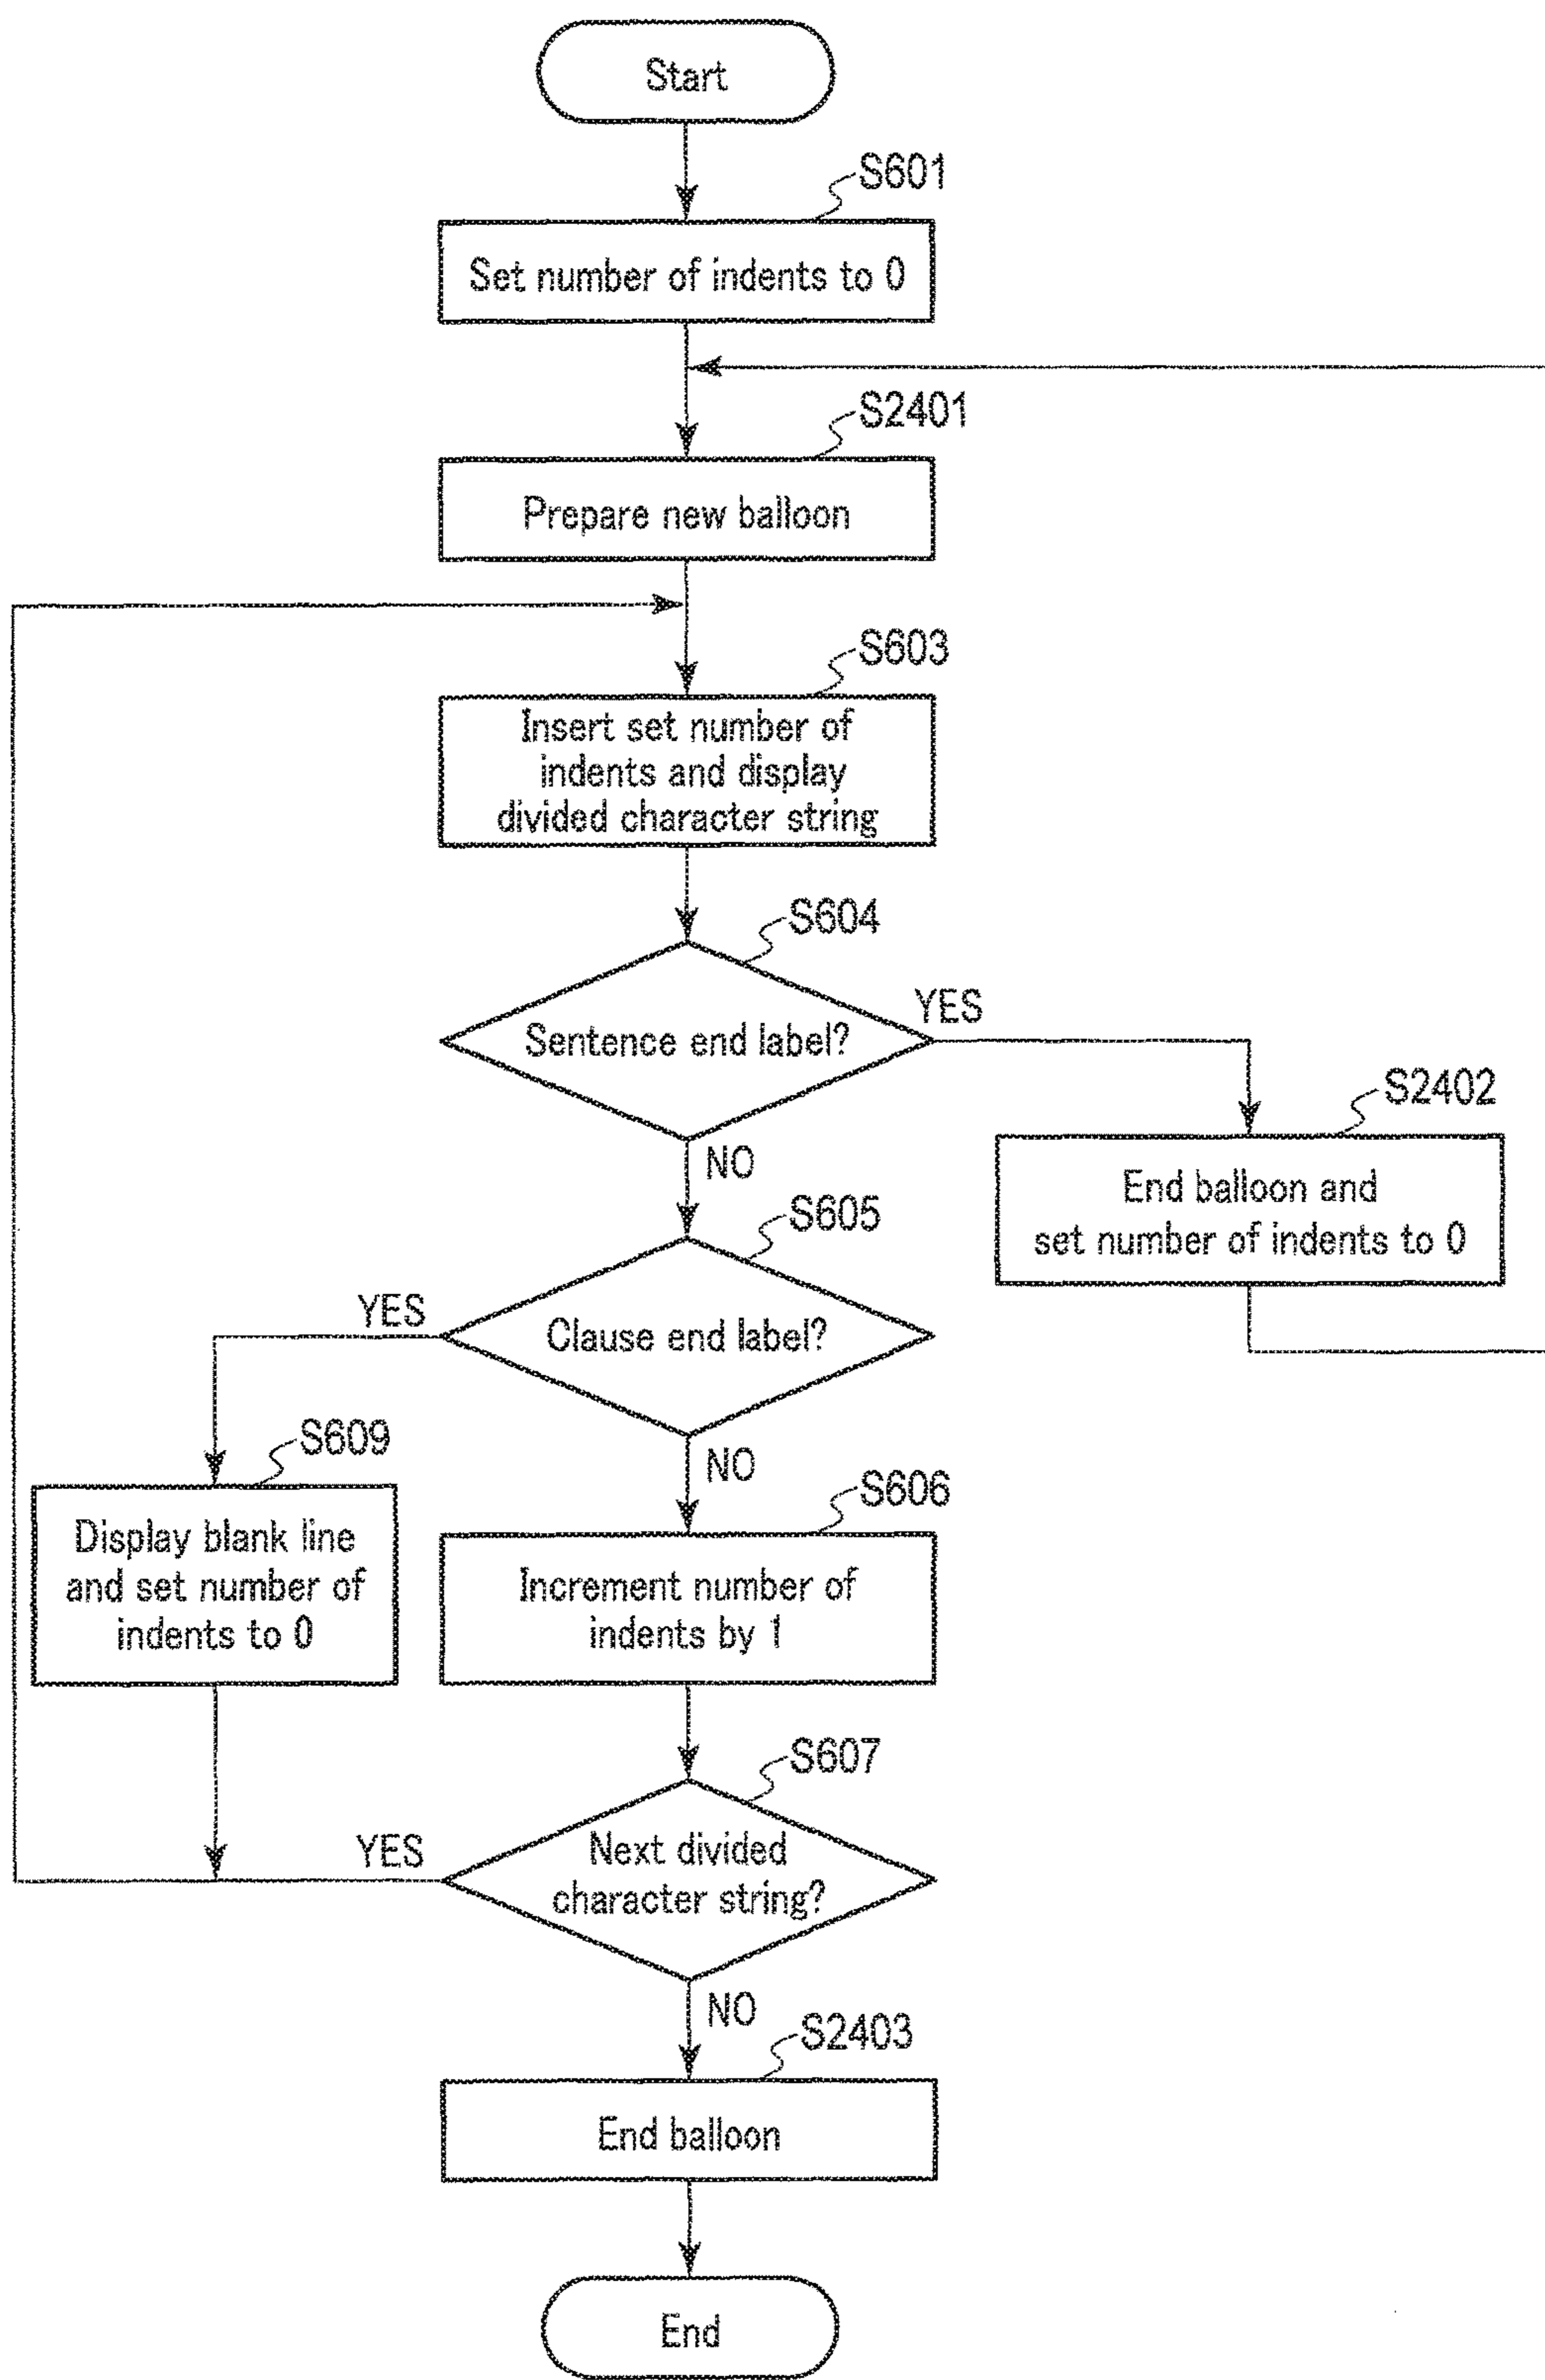 Start
S601
Set number of indents to 0
S2401
Prepare new balloon
S603
Insert set number of
indents and display
divided character string
S604
Sentence end label?
YES
NO
S2402
End balloon and
set number of indents to 0
S605
Clause end label?
YES
NO
S609
Display blank line
and set number of
indents to 0
S606
Increment number of
indents by 1
S607
Next divided
character string?
YES
NO
S2403
End balloon
End